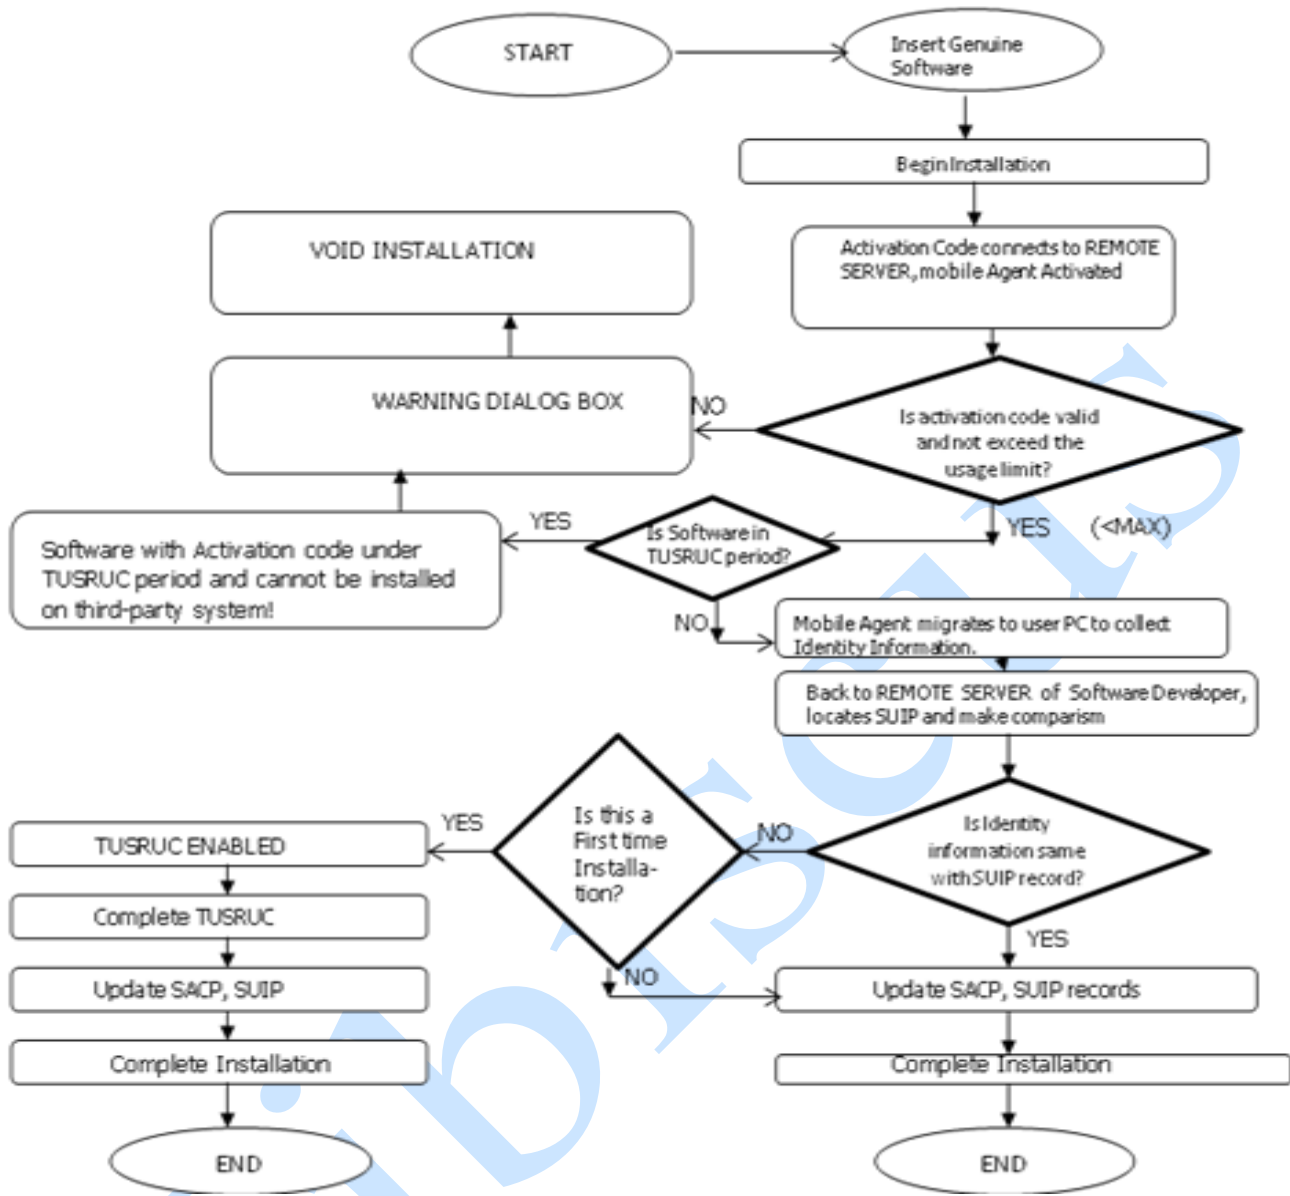 START
Insert Genuine
Software
Begin Installation
VOID INSTALLATION
Activation Code connects to REMOTE
SERVER, mobile Agent Activated
WARNING DIALOG BOX
NO
Is activation code valid
and not exceed the
usage limit?
YES
(<MAX)
Is Software in
TUSRUC period?
YES
Software with Activation code under
TUSRUC period and cannot be installed
on third-party system!
NO
Mobile Agent migrates to user PC to collect
Identity Information.
Back to REMOTE SERVER of Software Developer,
locates SUIP and make comparism
Is this a
First time
Installa-
tion?
YES
NO
Is Identity
information same
with SUIP record?
TUSRUC ENABLED
Complete TUSRUC
YES
NO
Update SACP, SUIP
Update SACP, SUIP records
Complete Installation
Complete Installation
END
END